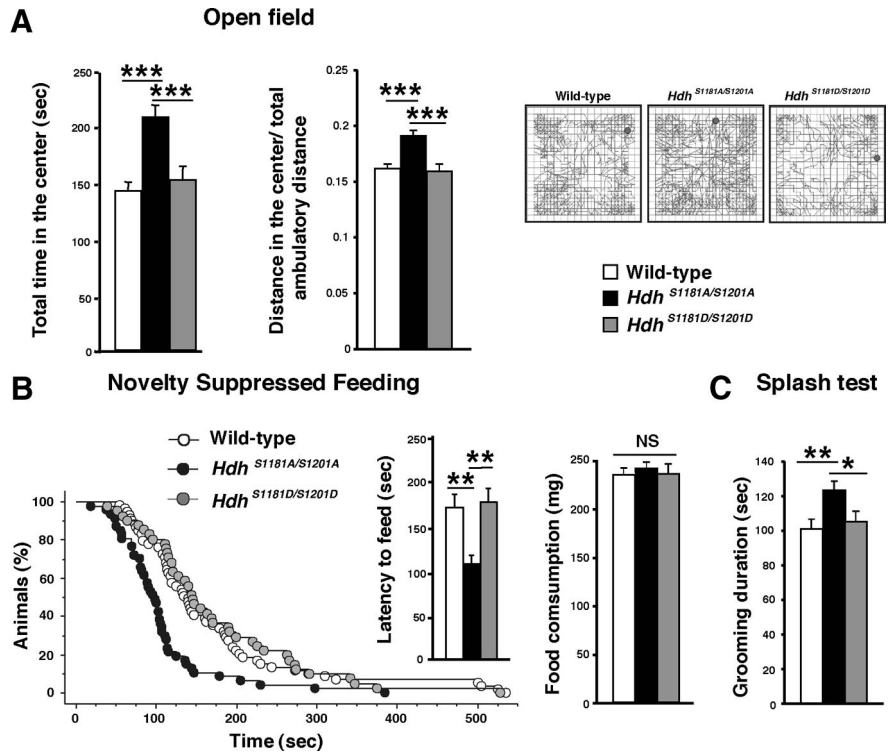 A
Open field
Total time in the center (sec)
250
200
150
100
50
0
***
***
Distance in the center/ total
ambulatory distance
0.25
0.2
0.15
0.1
0.05
0
***
***
Wild-type
Hdh S1181A/S1201A
Hdh S1181D/S1201D
Wild-type
Hdh S1181A/S1201A
Hdh S1181D/S1201D
B
Novelty Suppressed Feeding
Wild-type
Hdh S1181A/S1201A
Hdh S1181D/S1201D
Animals (%)
100
80
60
40
20
0
0
100
200
300
400
500
Time (sec)
Latency to feed (sec)
250
200
150
100
50
0
**
**
Food comsumption (mg)
250
200
150
100
50
0
NS
C
Splash test
Grooming duration (sec)
140
120
100
80
60
40
20
0
**
*